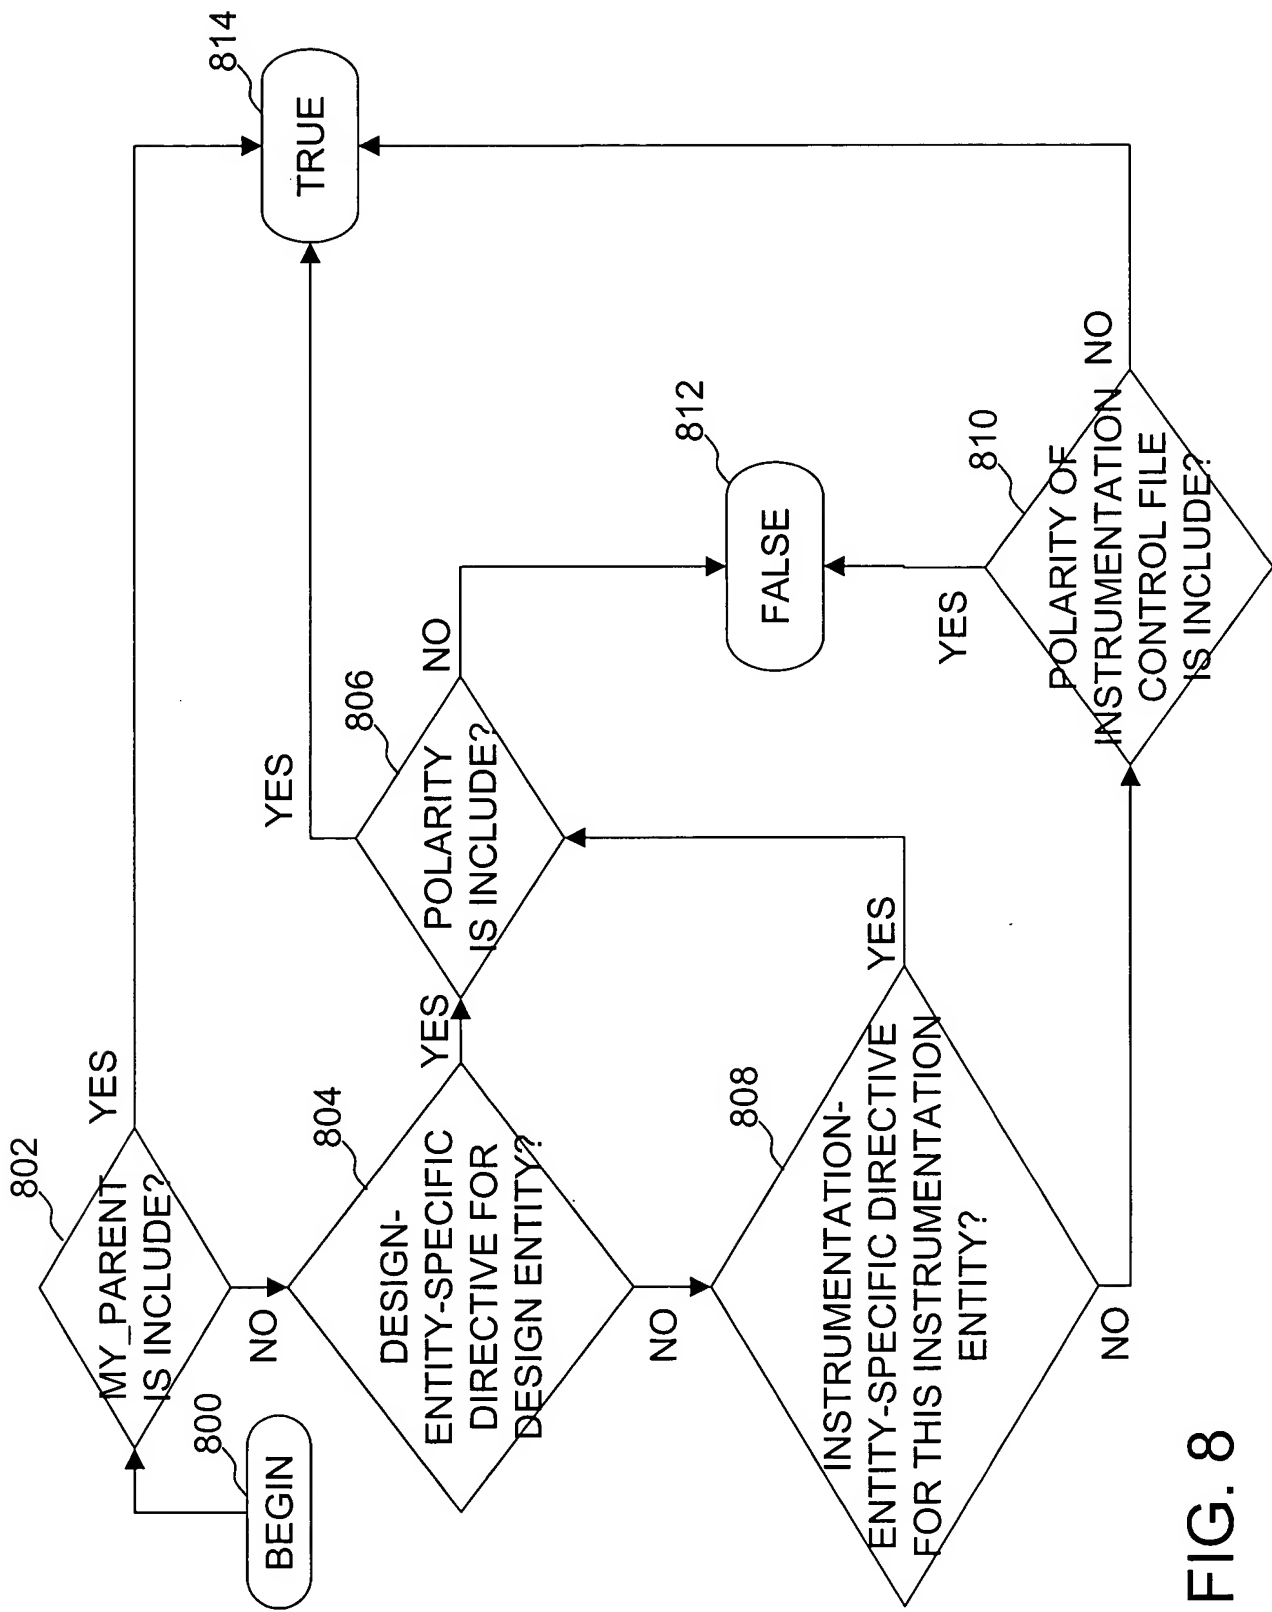 800
BEGIN
802
MY_PARENT
IS INCLUDE?
YES
NO
804
DESIGN-
ENTITY-SPECIFIC
DIRECTIVE FOR
DESIGN ENTITY?
YES
NO
806
POLARITY
IS INCLUDE?
YES
NO
808
INSTRUMENTATION-
ENTITY-SPECIFIC DIRECTIVE
FOR THIS INSTRUMENTATION
ENTITY?
YES
NO
810
POLARITY OF
INSTRUMENTATION
CONTROL FILE
IS INCLUDE?
YES
NO
812
FALSE
814
TRUE
FIG. 8